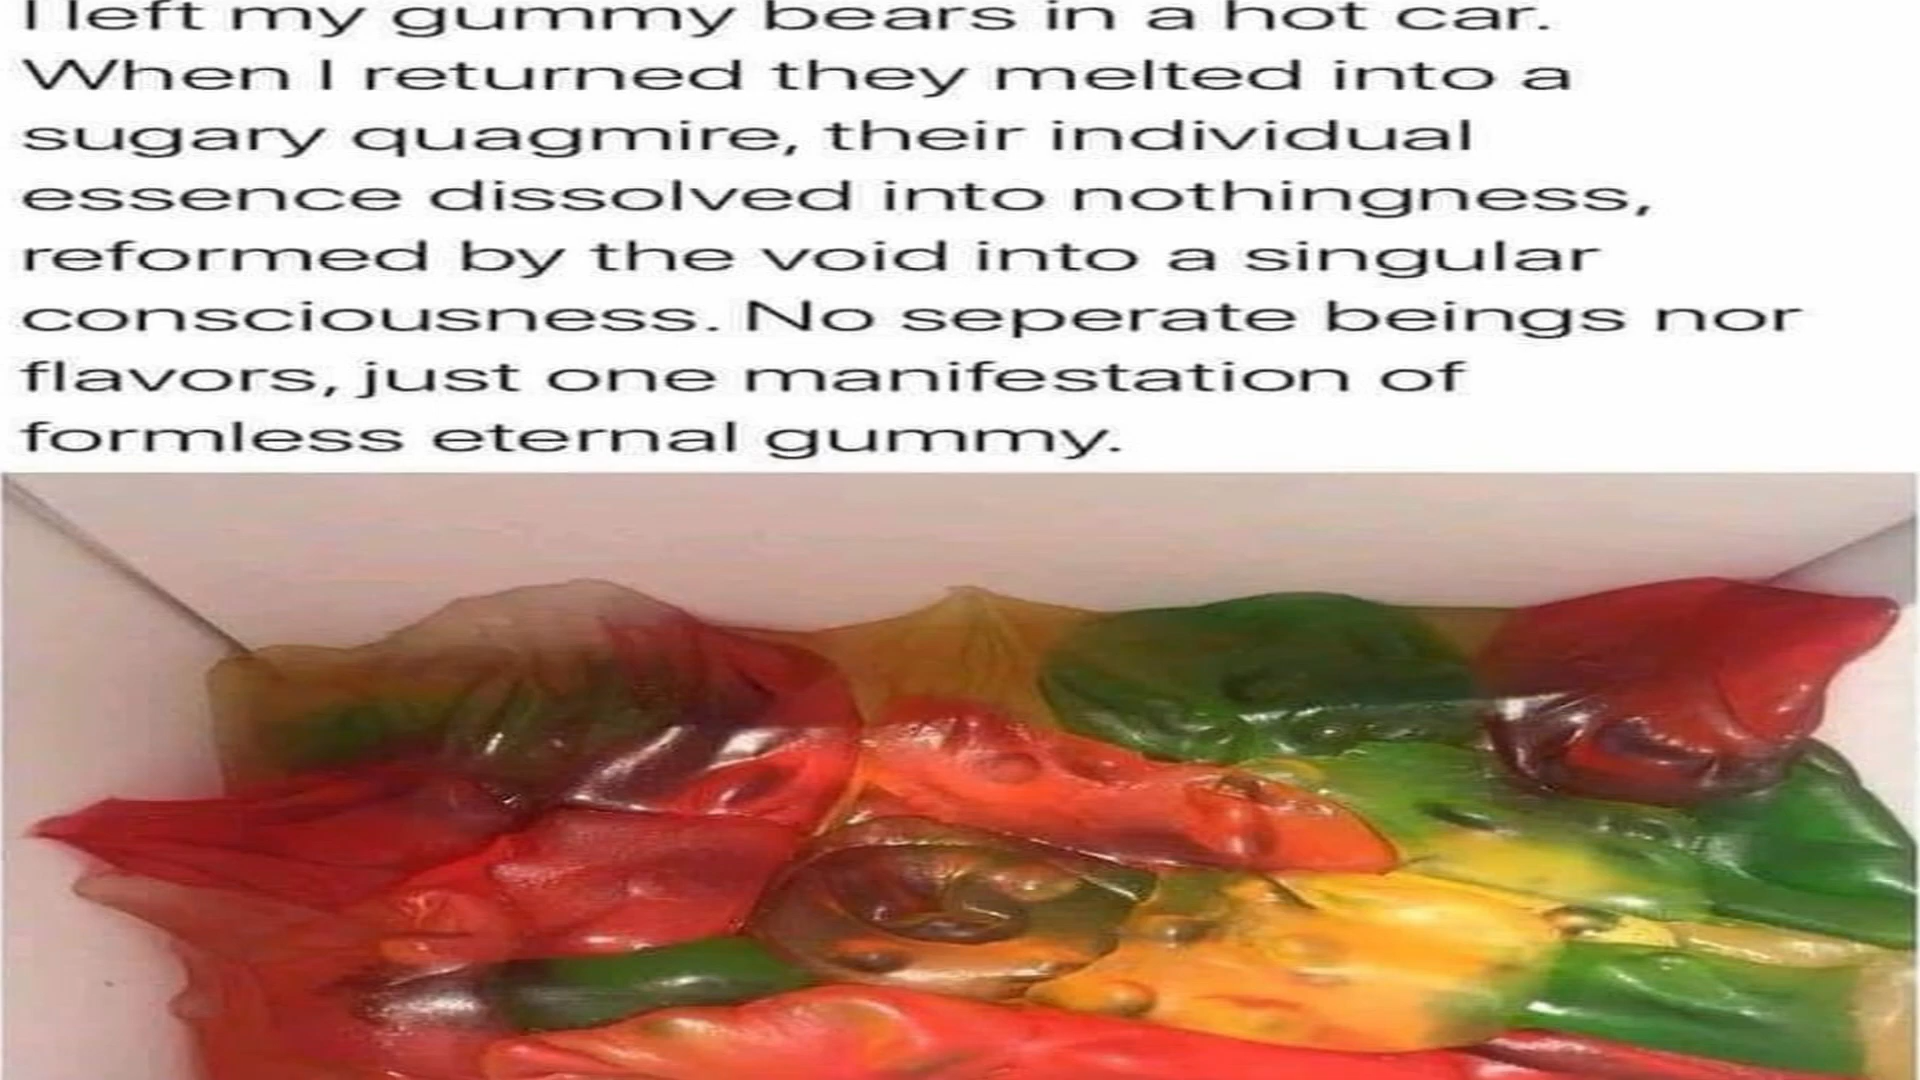 I left my gummy bears in a hot car.
When I returned they melted into a
sugary quagmire, their individual
essence dissolved into nothingness,
reformed by the void into a singular
consciousness. No seperate beings nor
flavors, just one manifestation of
formless eternal gummy.